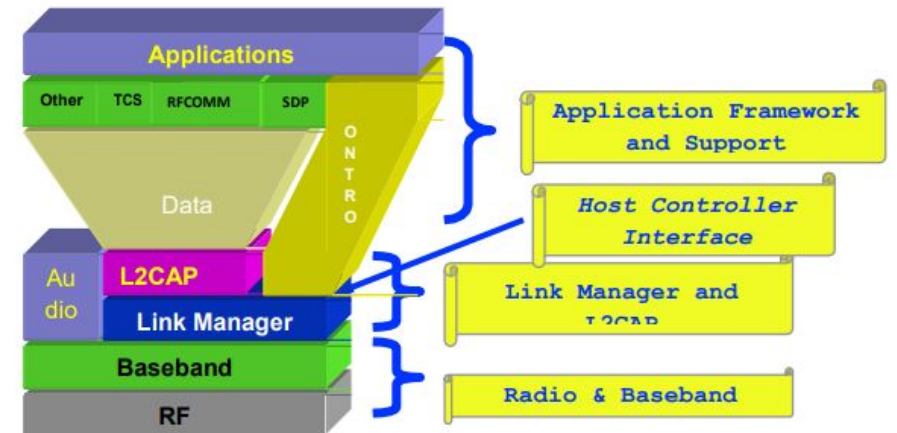 Applications
Other TCS RFCOMM SDP
O
N
T
R
O
Data
Au
dio
L2CAP
Link Manager
Baseband
RF
Application Framework
and Support
Host Controller
Interface
Link Manager and
L2CAP
Radio & Baseband